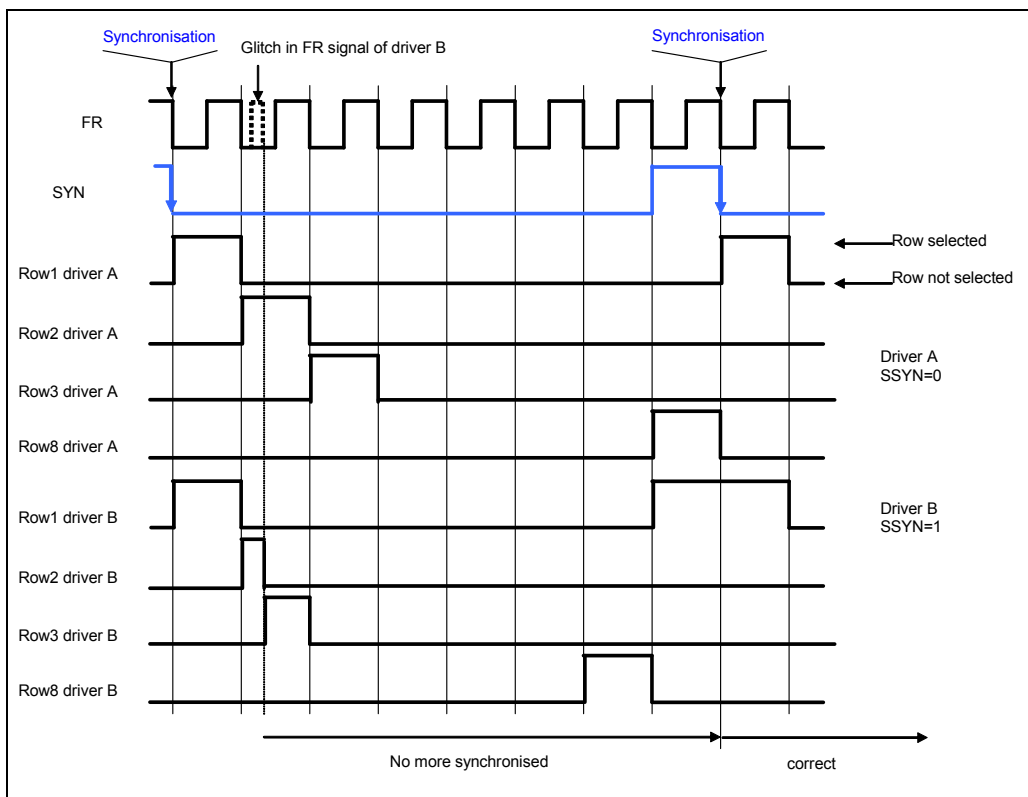 Synchronisation
Glitch in FR signal of driver B
Synchronisation
FR
SYN
Row selected
Row1 driver A
Row not selected
Row2 driver A
Driver A
SSYN=0
Row3 driver A
Row8 driver A
Row1 driver B
Driver B
SSYN=1
Row2 driver B
Row3 driver B
Row8 driver B
No more synchronised
correct